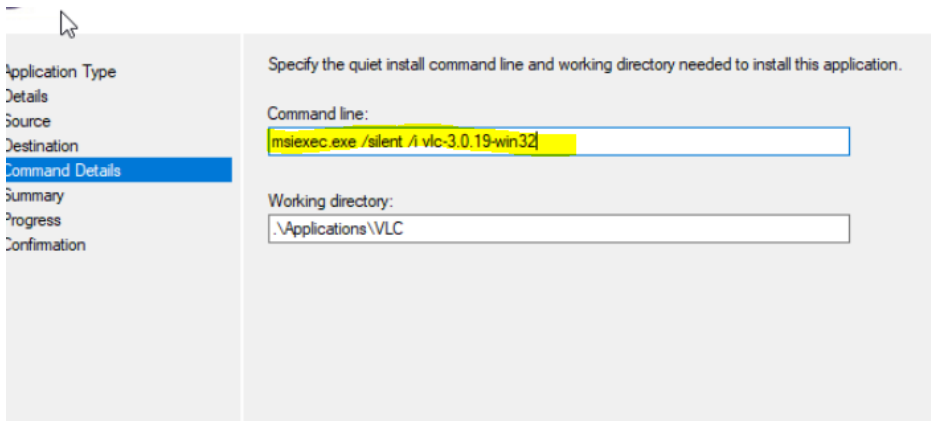 Application Type
Details
Source
Destination
Command Details
Summary
Progress
Confirmation
Specify the quiet install command line and working directory needed to install this application.
Command line:
msiexec.exe /silent /i vlc-3.0.19-win32
Working directory:
.\Applications\VLC